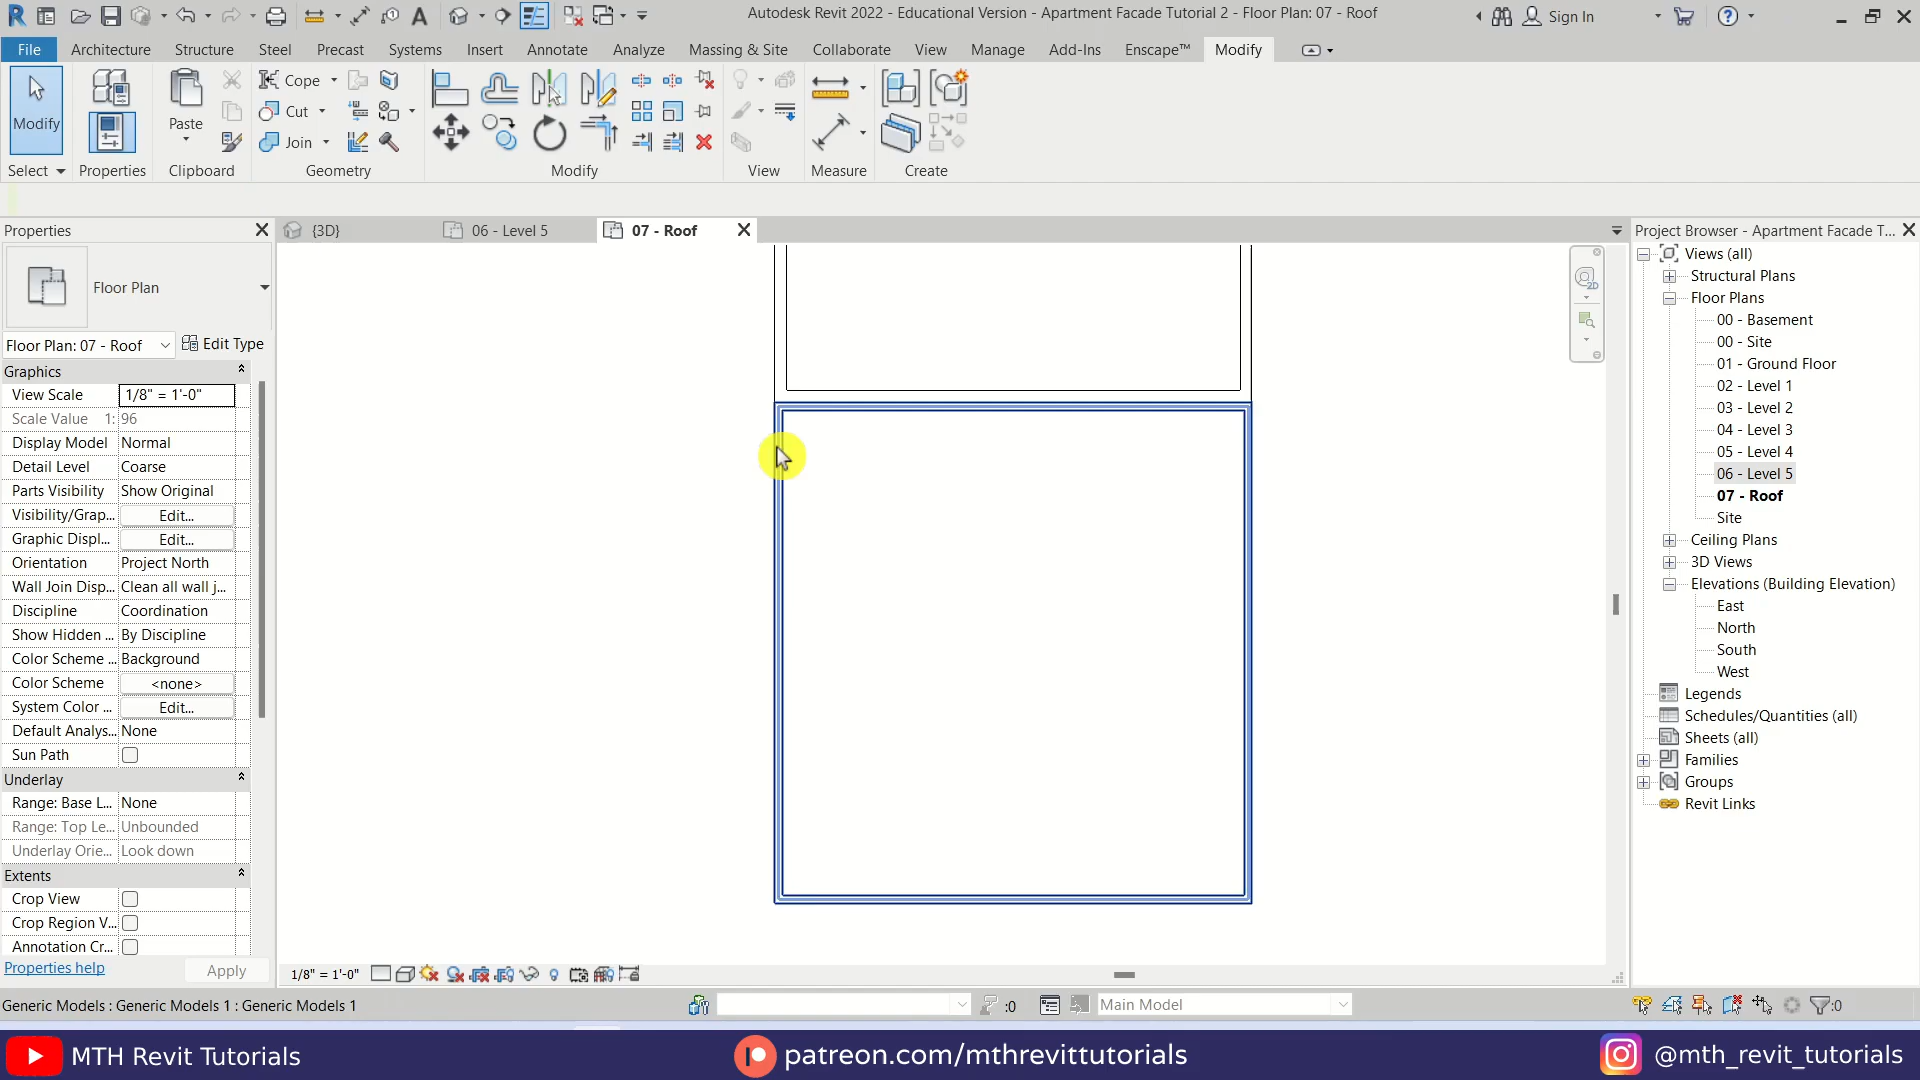 Autodesk Revit 2022 - Educational Version - Apartment Facade Tutorial 2 - Floor Plan: 07 - Roof
Sign In
File Architecture Structure Steel Precast Systems Insert Annotate Analyze Massing & Site Collaborate View Manage Add-Ins Enscape™ Modify
Modify
Paste
Cope
Cut
Join
Select Properties Clipboard Geometry Modify View Measure Create
Properties
{3D}
06 - Level 5
07 - Roof
Project Browser - Apartment Facade T...
Floor Plan
Floor Plan: 07 - Roof
Edit Type
Graphics
View Scale 1/8" = 1'-0"
Scale Value 1: 96
Display Model Normal
Detail Level Coarse
Parts Visibility Show Original
Visibility/Grap... Edit...
Graphic Displ... Edit...
Orientation Project North
Wall Join Disp... Clean all wall j...
Discipline Coordination
Show Hidden ... By Discipline
Color Scheme ... Background
Color Scheme <none>
System Color ... Edit...
Default Analys... None
Sun Path
Underlay
Range: Base L... None
Range: Top Le... Unbounded
Underlay Orie... Look down
Extents
Crop View
Crop Region V...
Annotation Cr...
Properties help
Apply
2D
Views (all)
Structural Plans
Floor Plans
00 - Basement
00 - Site
01 - Ground Floor
02 - Level 1
03 - Level 2
04 - Level 3
05 - Level 4
06 - Level 5
07 - Roof
Site
Ceiling Plans
3D Views
Elevations (Building Elevation)
East
North
South
West
Legends
Schedules/Quantities (all)
Sheets (all)
Families
Groups
Revit Links
1/8" = 1'-0"
Generic Models : Generic Models 1 : Generic Models 1
:0
Main Model
:0
MTH Revit Tutorials
patreon.com/mthrevittutorials
@mth_revit_tutorials